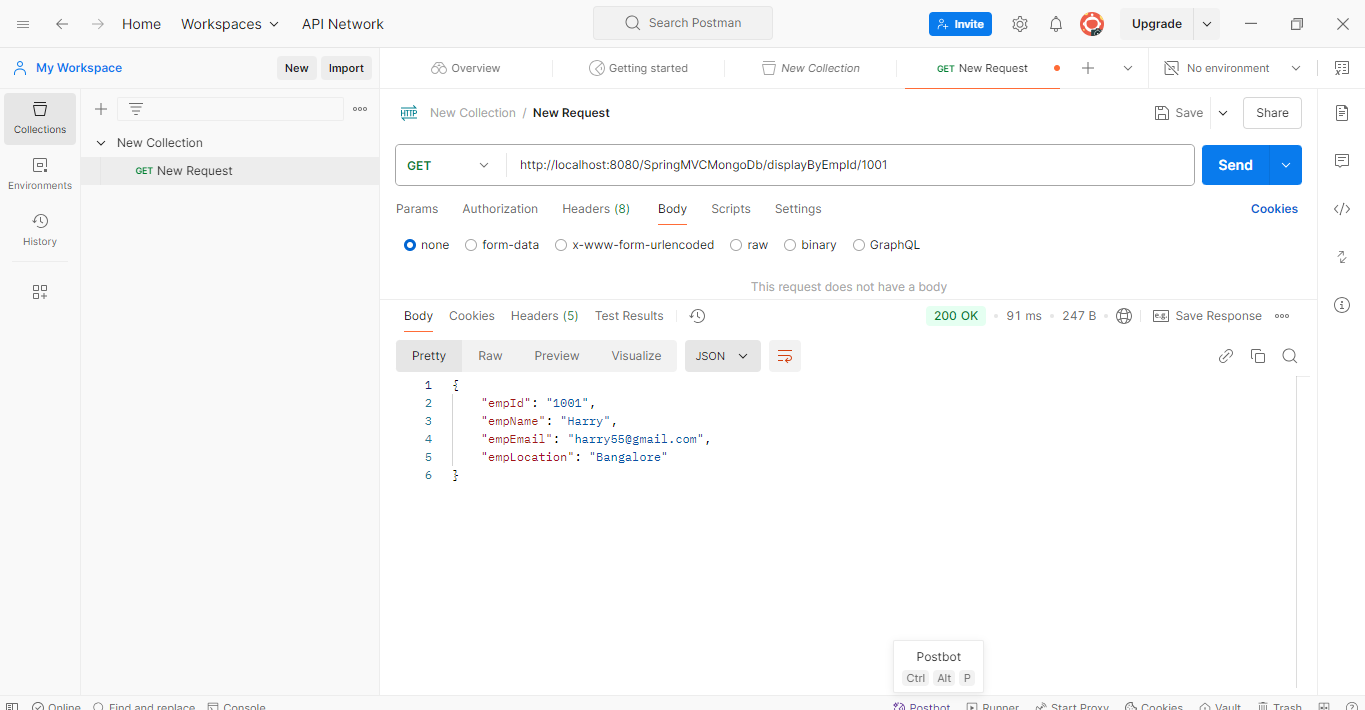 Home Workspaces API Network Search Postman Invite Upgrade
My Workspace New Import Overview Getting started New Collection GET New Request No environment
Collections
Environments
History
New Collection
GET New Request
HTTP New Collection / New Request Save Share
GET http://localhost:8080/SpringMVCMongoDb/displayByEmpId/1001 Send
Params Authorization Headers (8) Body Scripts Settings Cookies
none form-data x-www-form-urlencoded raw binary GraphQL
This request does not have a body
Body Cookies Headers (5) Test Results 200 OK • 91 ms • 247 B • e.g. Save Response
Pretty Raw Preview Visualize JSON
1 {
2 "empId": "1001",
3 "empName": "Harry",
4 "empEmail": "harry55@gmail.com",
5 "empLocation": "Bangalore"
6 }
Postbot
Ctrl Alt P
Online Find and replace Console Postbot Runner Start Proxy Cookies Vault Trash